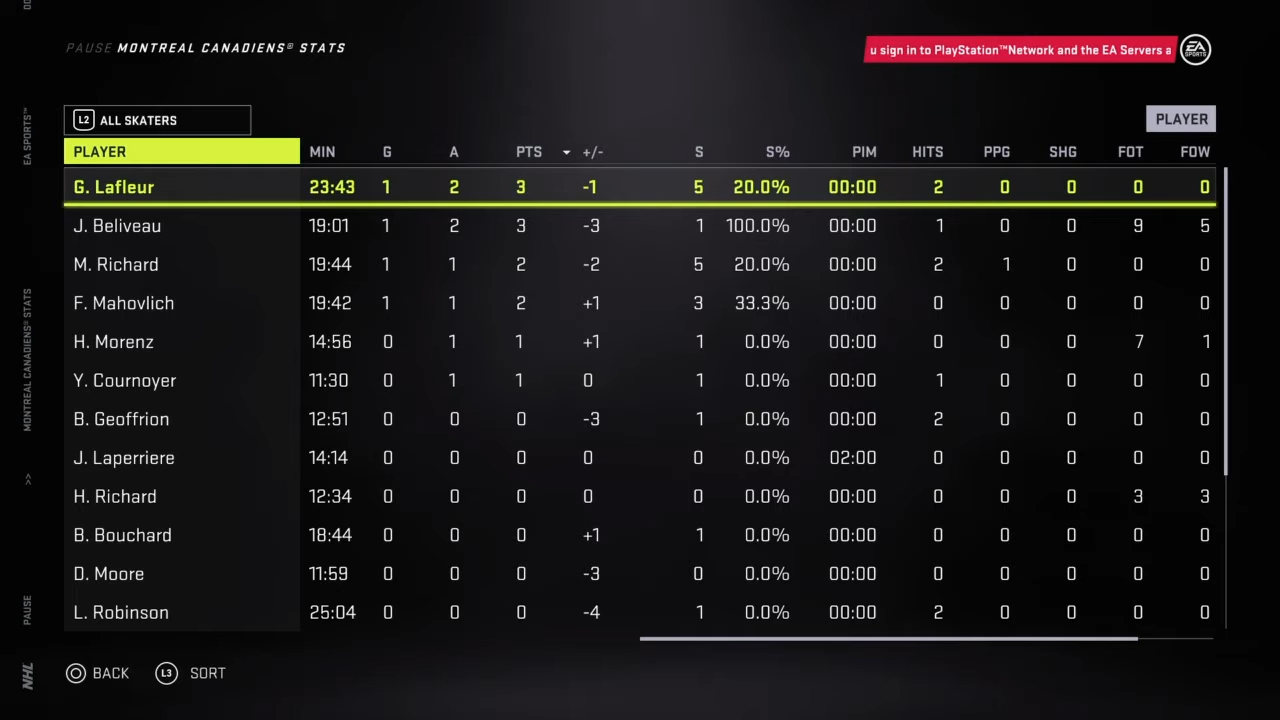 PAUSE MONTREAL CANADIENS® STATS
u sign in to PlayStation™Network and the EA Servers a
EA SPORTS
L2 ALL SKATERS
PLAYER
PLAYER MIN G A PTS +/- S S% PIM HITS PPG SHG FOT FOW
G. Lafleur 23:43 1 2 3 -1 5 20.0% 00:00 2 0 0 0 0
J. Beliveau 19:01 1 2 3 -3 1 100.0% 00:00 1 0 0 9 5
M. Richard 19:44 1 1 2 -2 5 20.0% 00:00 2 1 0 0 0
F. Mahovlich 19:42 1 1 2 +1 3 33.3% 00:00 0 0 0 0 0
H. Morenz 14:56 0 1 1 +1 1 0.0% 00:00 0 0 0 7 1
Y. Cournoyer 11:30 0 1 1 0 1 0.0% 00:00 1 0 0 0 0
B. Geoffrion 12:51 0 0 0 -3 1 0.0% 00:00 2 0 0 0 0
J. Laperriere 14:14 0 0 0 0 0 0.0% 02:00 0 0 0 0 0
H. Richard 12:34 0 0 0 0 0 0.0% 00:00 0 0 0 3 3
B. Bouchard 18:44 0 0 0 +1 1 0.0% 00:00 0 0 0 0 0
D. Moore 11:59 0 0 0 -3 0 0.0% 00:00 0 0 0 0 0
L. Robinson 25:04 0 0 0 -4 1 0.0% 00:00 2 0 0 0 0
BACK L3 SORT
NHL PAUSE >> MONTREAL CANADIENS® STATS EA SPORTS™